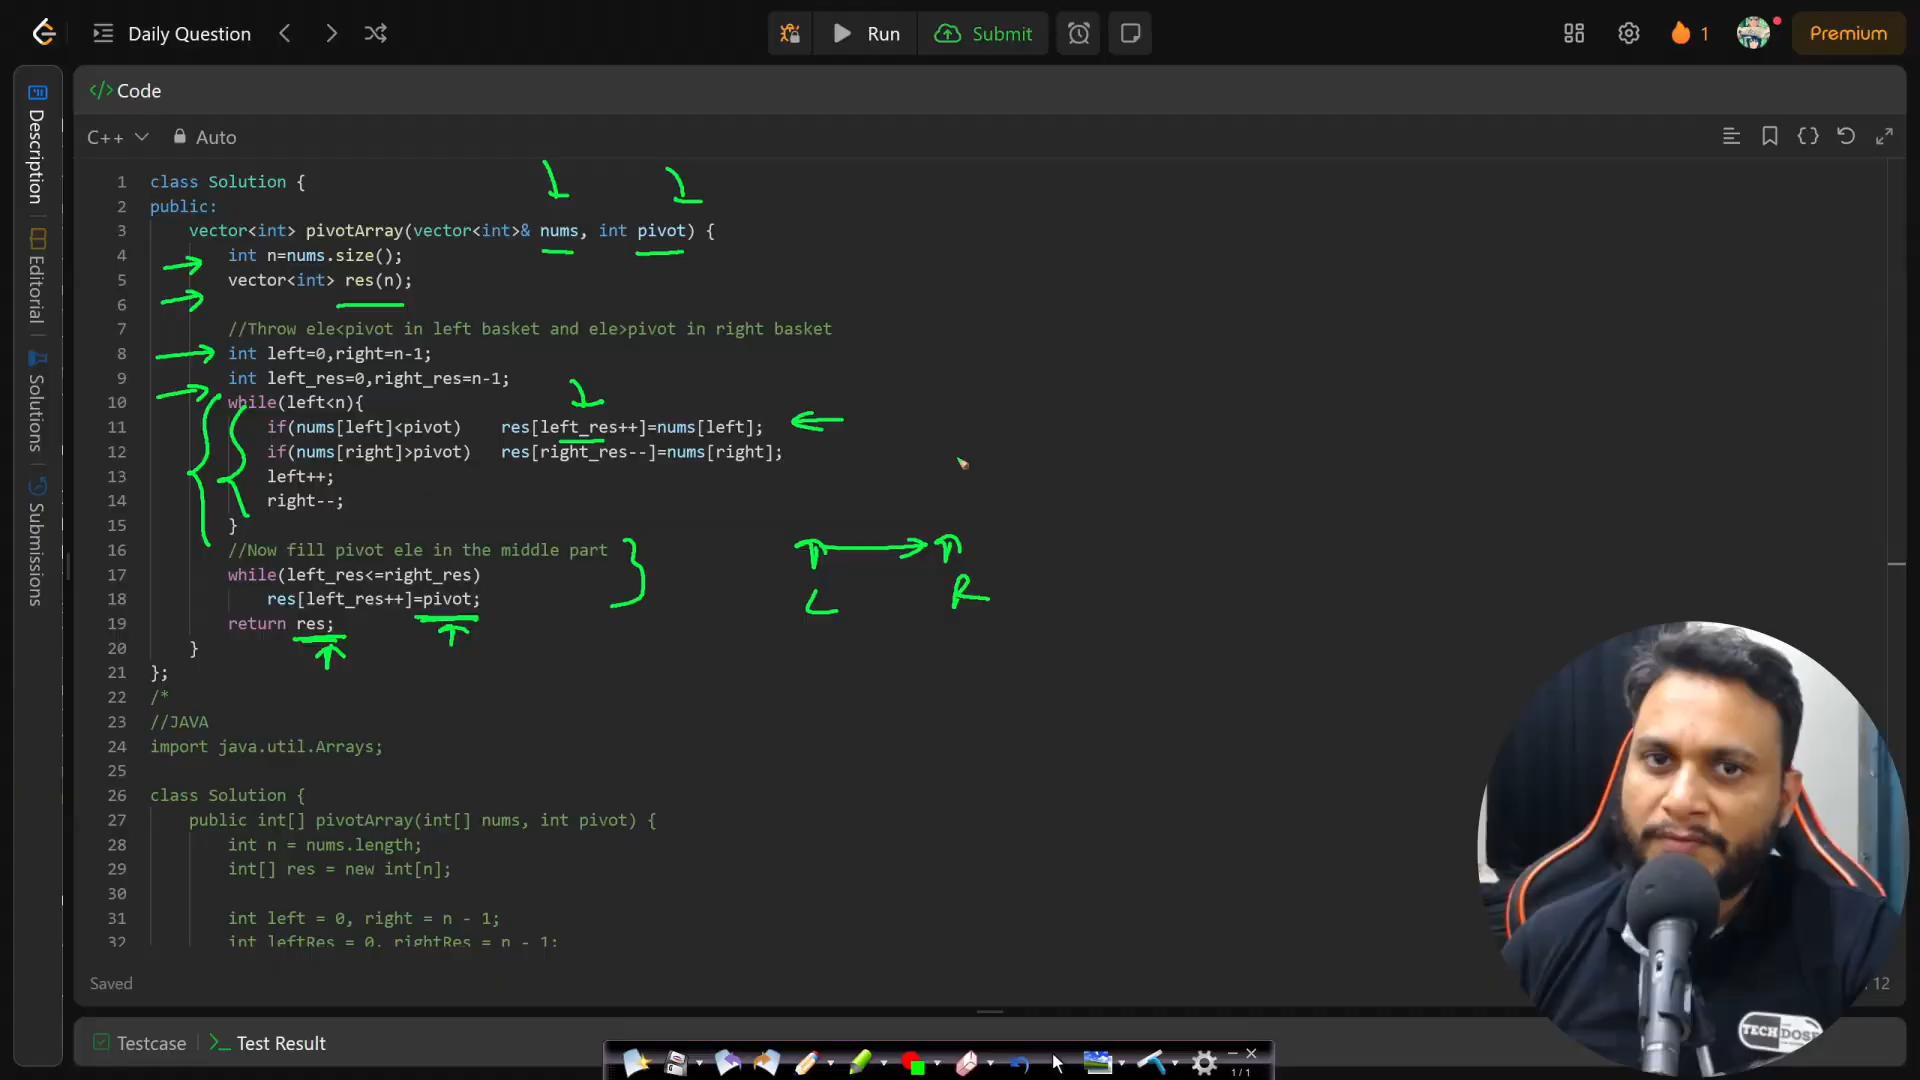 Daily Question
Run
Submit
1
Premium
Description
Editorial
Solutions
Submissions
</> Code
C++
Auto
1 class Solution {
2 public:
3 vector<int> pivotArray(vector<int>& nums, int pivot) {
4 int n=nums.size();
5 vector<int> res(n);
6
7 //Throw ele<pivot in left basket and ele>pivot in right basket
8 int left=0,right=n-1;
9 int left_res=0,right_res=n-1;
10 while(left<n){
11 if(nums[left]<pivot) res[left_res++]=nums[left];
12 if(nums[right]>pivot) res[right_res--]=nums[right];
13 left++;
14 right--;
15 }
16 //Now fill pivot ele in the middle part
17 while(left_res<=right_res)
18 res[left_res++]=pivot;
19 return res;
20 }
21 };
22 /*
23 //JAVA
24 import java.util.Arrays;
25
26 class Solution {
27 public int[] pivotArray(int[] nums, int pivot) {
28 int n = nums.length;
29 int[] res = new int[n];
30
31 int left = 0, right = n - 1;
32 int leftRes = 0, rightRes = n - 1;
L R
Saved
12
TECH DOSE
Testcase
>_ Test Result
1/1